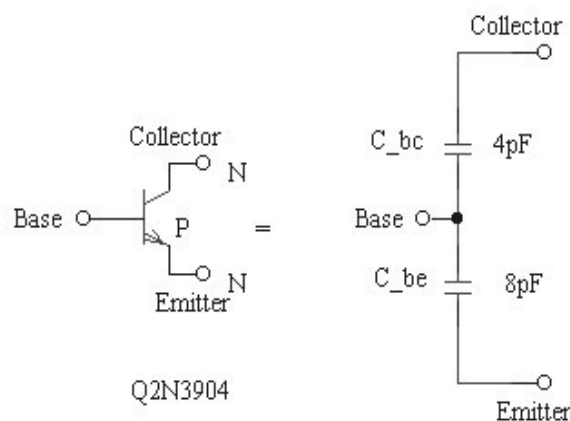 Collector
C_bc 4pF
Collector
N
Base
P
=
Base
N
C_be 8pF
Emitter
Q2N3904
Emitter